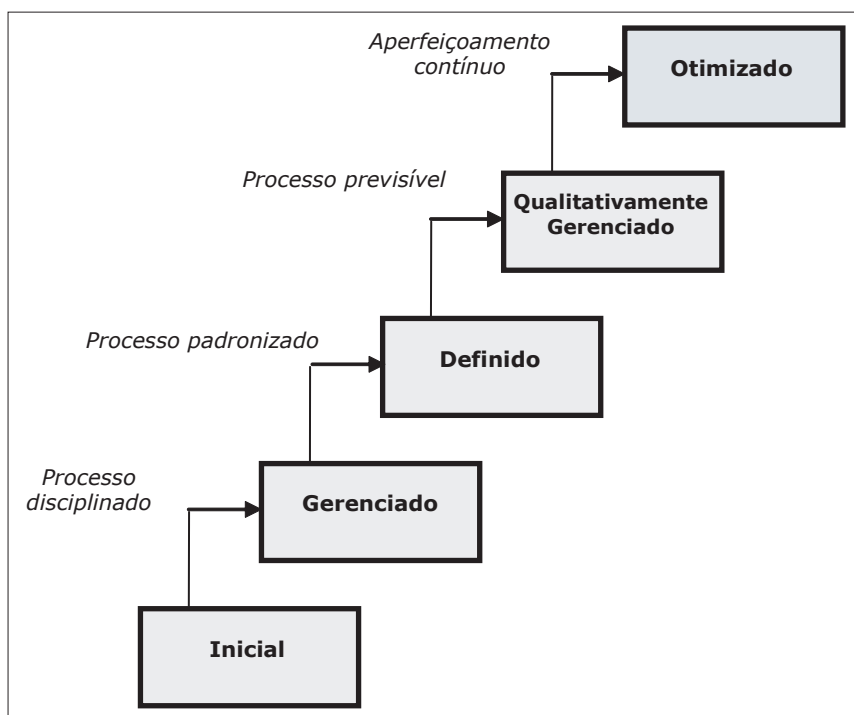 Aperfeiçoamento
contínuo
Otimizado
Processo previsível
Qualitativamente
Gerenciado
Processo padronizado
Definido
Processo
disciplinado
Gerenciado
Inicial